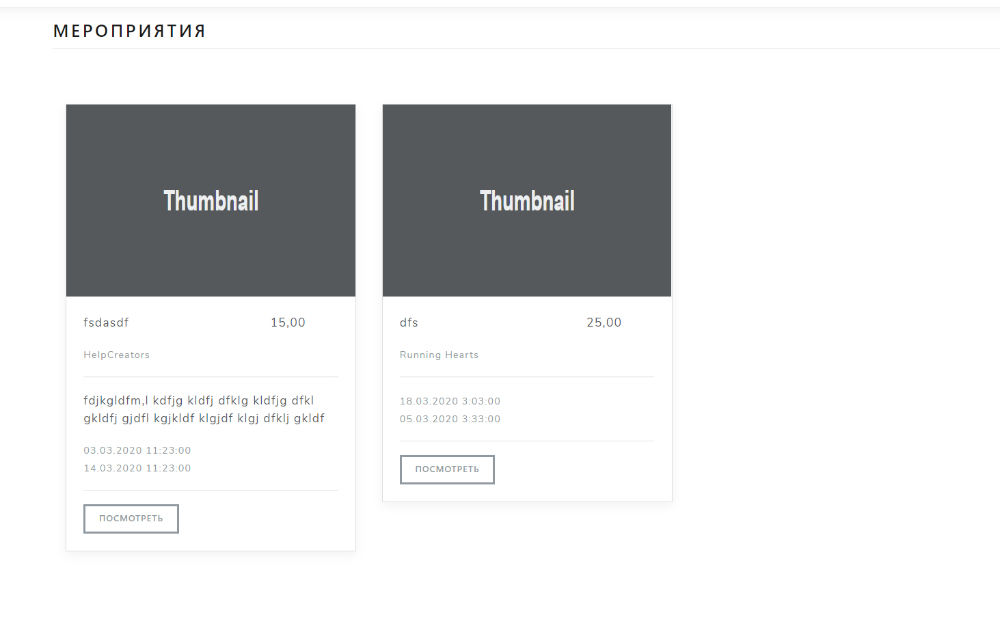 МЕРОПРИЯТИЯ
Thumbnail
fsdasdf 15,00
HelpCreators
fdjkgldfm,l kdfjg kldfj dfklg kldfjg dfkl
gkldfj gjdfl kgjkldf klgjdf klgj dfklj gkldf
03.03.2020 11:23:00
14.03.2020 11:23:00
ПОСМОТРЕТЬ
Thumbnail
dfs 25,00
Running Hearts
18.03.2020 3:03:00
05.03.2020 3:33:00
ПОСМОТРЕТЬ